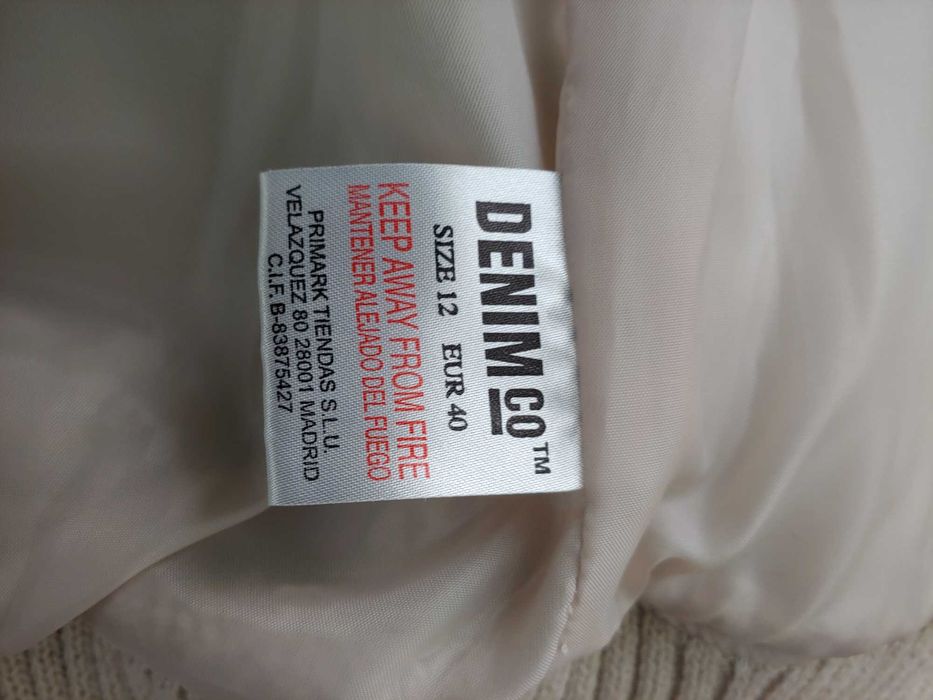 DENIM CO™
SIZE 12 EUR 40
KEEP AWAY FROM FIRE
MANTENER ALEJADO DEL FUEGO
PRIMARK TIENDAS S.L.U.
VELAZQUEZ 80 28001 MADRID
C.I.F. B-83875427